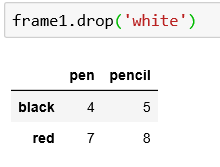 frame1.drop('white')
pen pencil
black 4 5
red 7 8